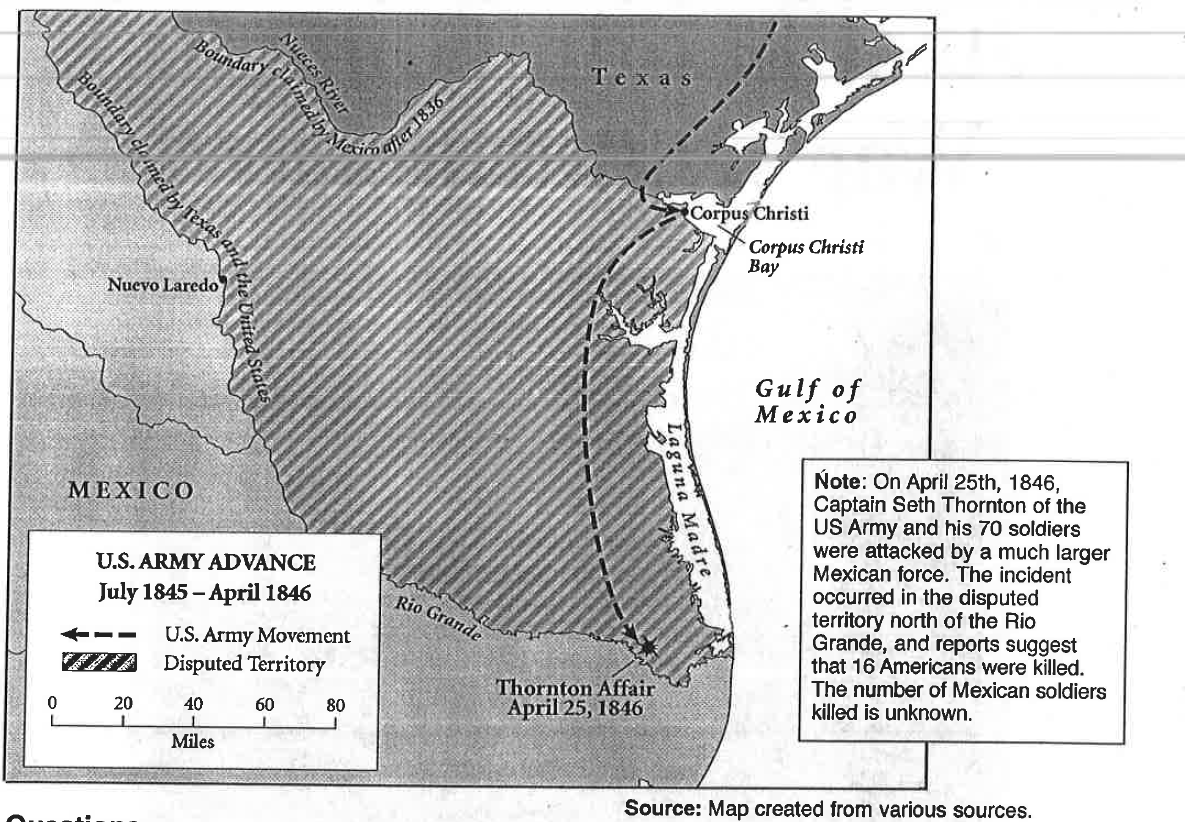 Texas
Nueces River
Boundary claimed by Mexico after 1836
Boundary claimed by Texas and the United States
Corpus Christi
Corpus Christi
Bay
Nuevo Laredo
Gulf of
Mexico
Laguna Madre
MEXICO
Rio Grande
Thornton Affair
April 25, 1846
U.S. ARMY ADVANCE
July 1845 – April 1846
U.S. Army Movement
Disputed Territory
0 20 40 60 80
Miles
Note: On April 25th, 1846,
Captain Seth Thornton of the
US Army and his 70 soldiers
were attacked by a much larger
Mexican force. The incident
occurred in the disputed
territory north of the Rio
Grande, and reports suggest
that 16 Americans were killed.
The number of Mexican soldiers
killed is unknown.
Source: Map created from various sources.
Questions